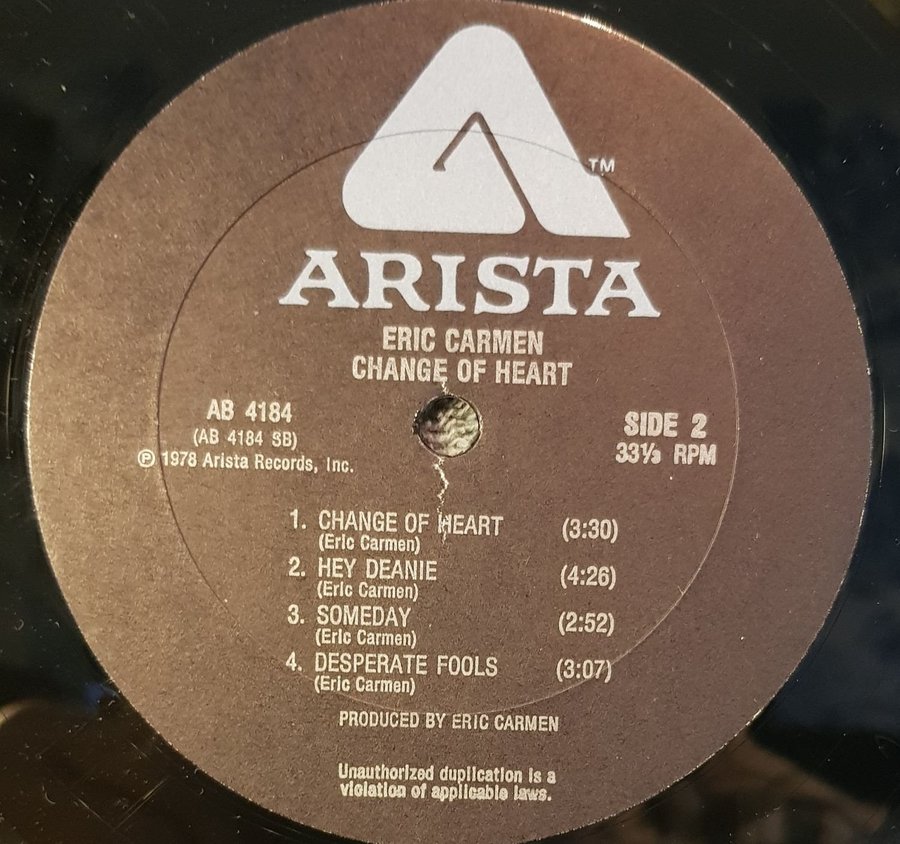 TM
ARISTA
ERIC CARMEN
CHANGE OF HEART
AB 4184
(AB 4184 SB)
℗ 1978 Arista Records, Inc.
SIDE 2
33⅓ RPM
1. CHANGE OF HEART (3:30)
(Eric Carmen)
2. HEY DEANIE (4:26)
(Eric Carmen)
3. SOMEDAY (2:52)
(Eric Carmen)
4. DESPERATE FOOLS (3:07)
(Eric Carmen)
PRODUCED BY ERIC CARMEN
Unauthorized duplication is a
violation of applicable laws.